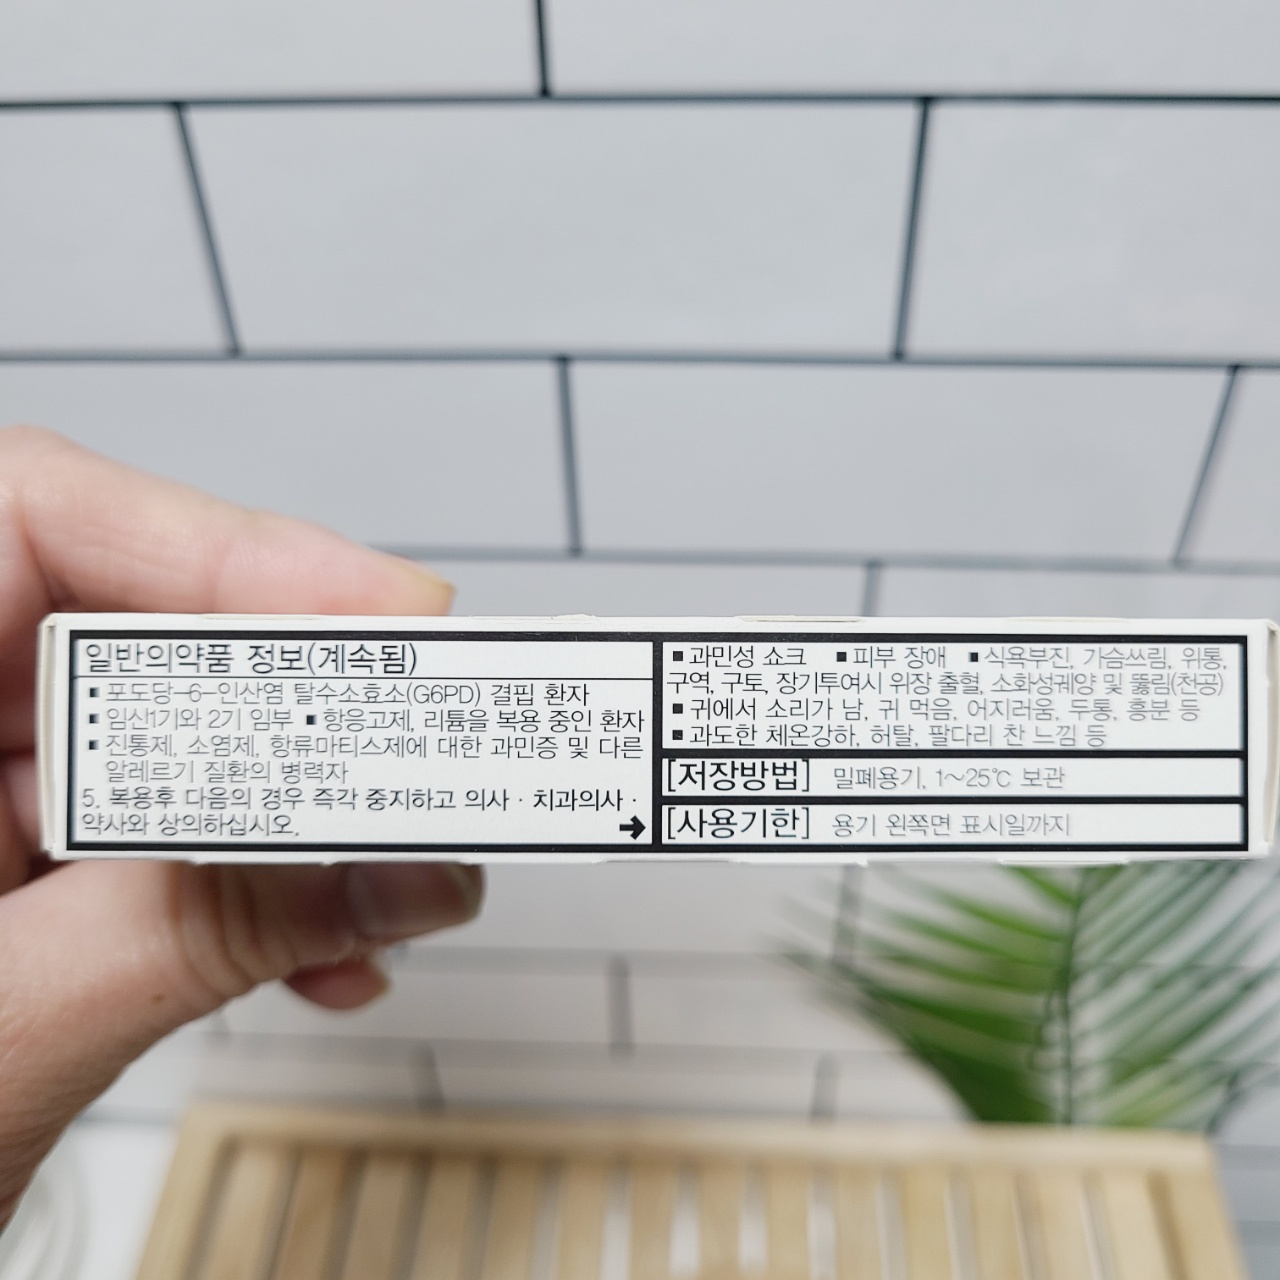 일반의약품 정보(계속됨)
▪ 포도당-6-인산염 탈수소효소(G6PD) 결핍 환자
▪ 임신1기와 2기 임부 ▪ 항응고제, 리튬을 복용 중인 환자
▪ 진통제, 소염제, 항류마티스제에 대한 과민증 및 다른
알레르기 질환의 병력자
5. 복용후 다음의 경우 즉각 중지하고 의사 · 치과의사 ·
약사와 상의하십시오.
➔
▪ 과민성 쇼크 ▪ 피부 장애 ▪ 식욕부진, 가슴쓰림, 위통,
구역, 구토, 장기투여시 위장 출혈, 소화성궤양 및 뚫림(천공)
▪ 귀에서 소리가 남, 귀 먹음, 어지러움, 두통, 흥분 등
▪ 과도한 체온강하, 허탈, 팔다리 찬 느낌 등
[저장방법] 밀폐용기, 1~25℃ 보관
[사용기한] 용기 왼쪽면 표시일까지